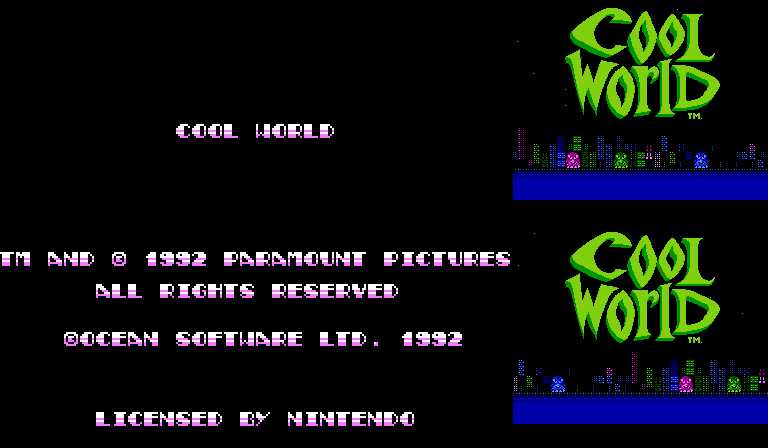 COOL WORLD
TM AND © 1992 PARAMOUNT PICTURES
ALL RIGHTS RESERVED
©OCEAN SOFTWARE LTD. 1992
LICENSED BY NINTENDO
COOL
WORLD
TM.
COOL
WORLD
TM.